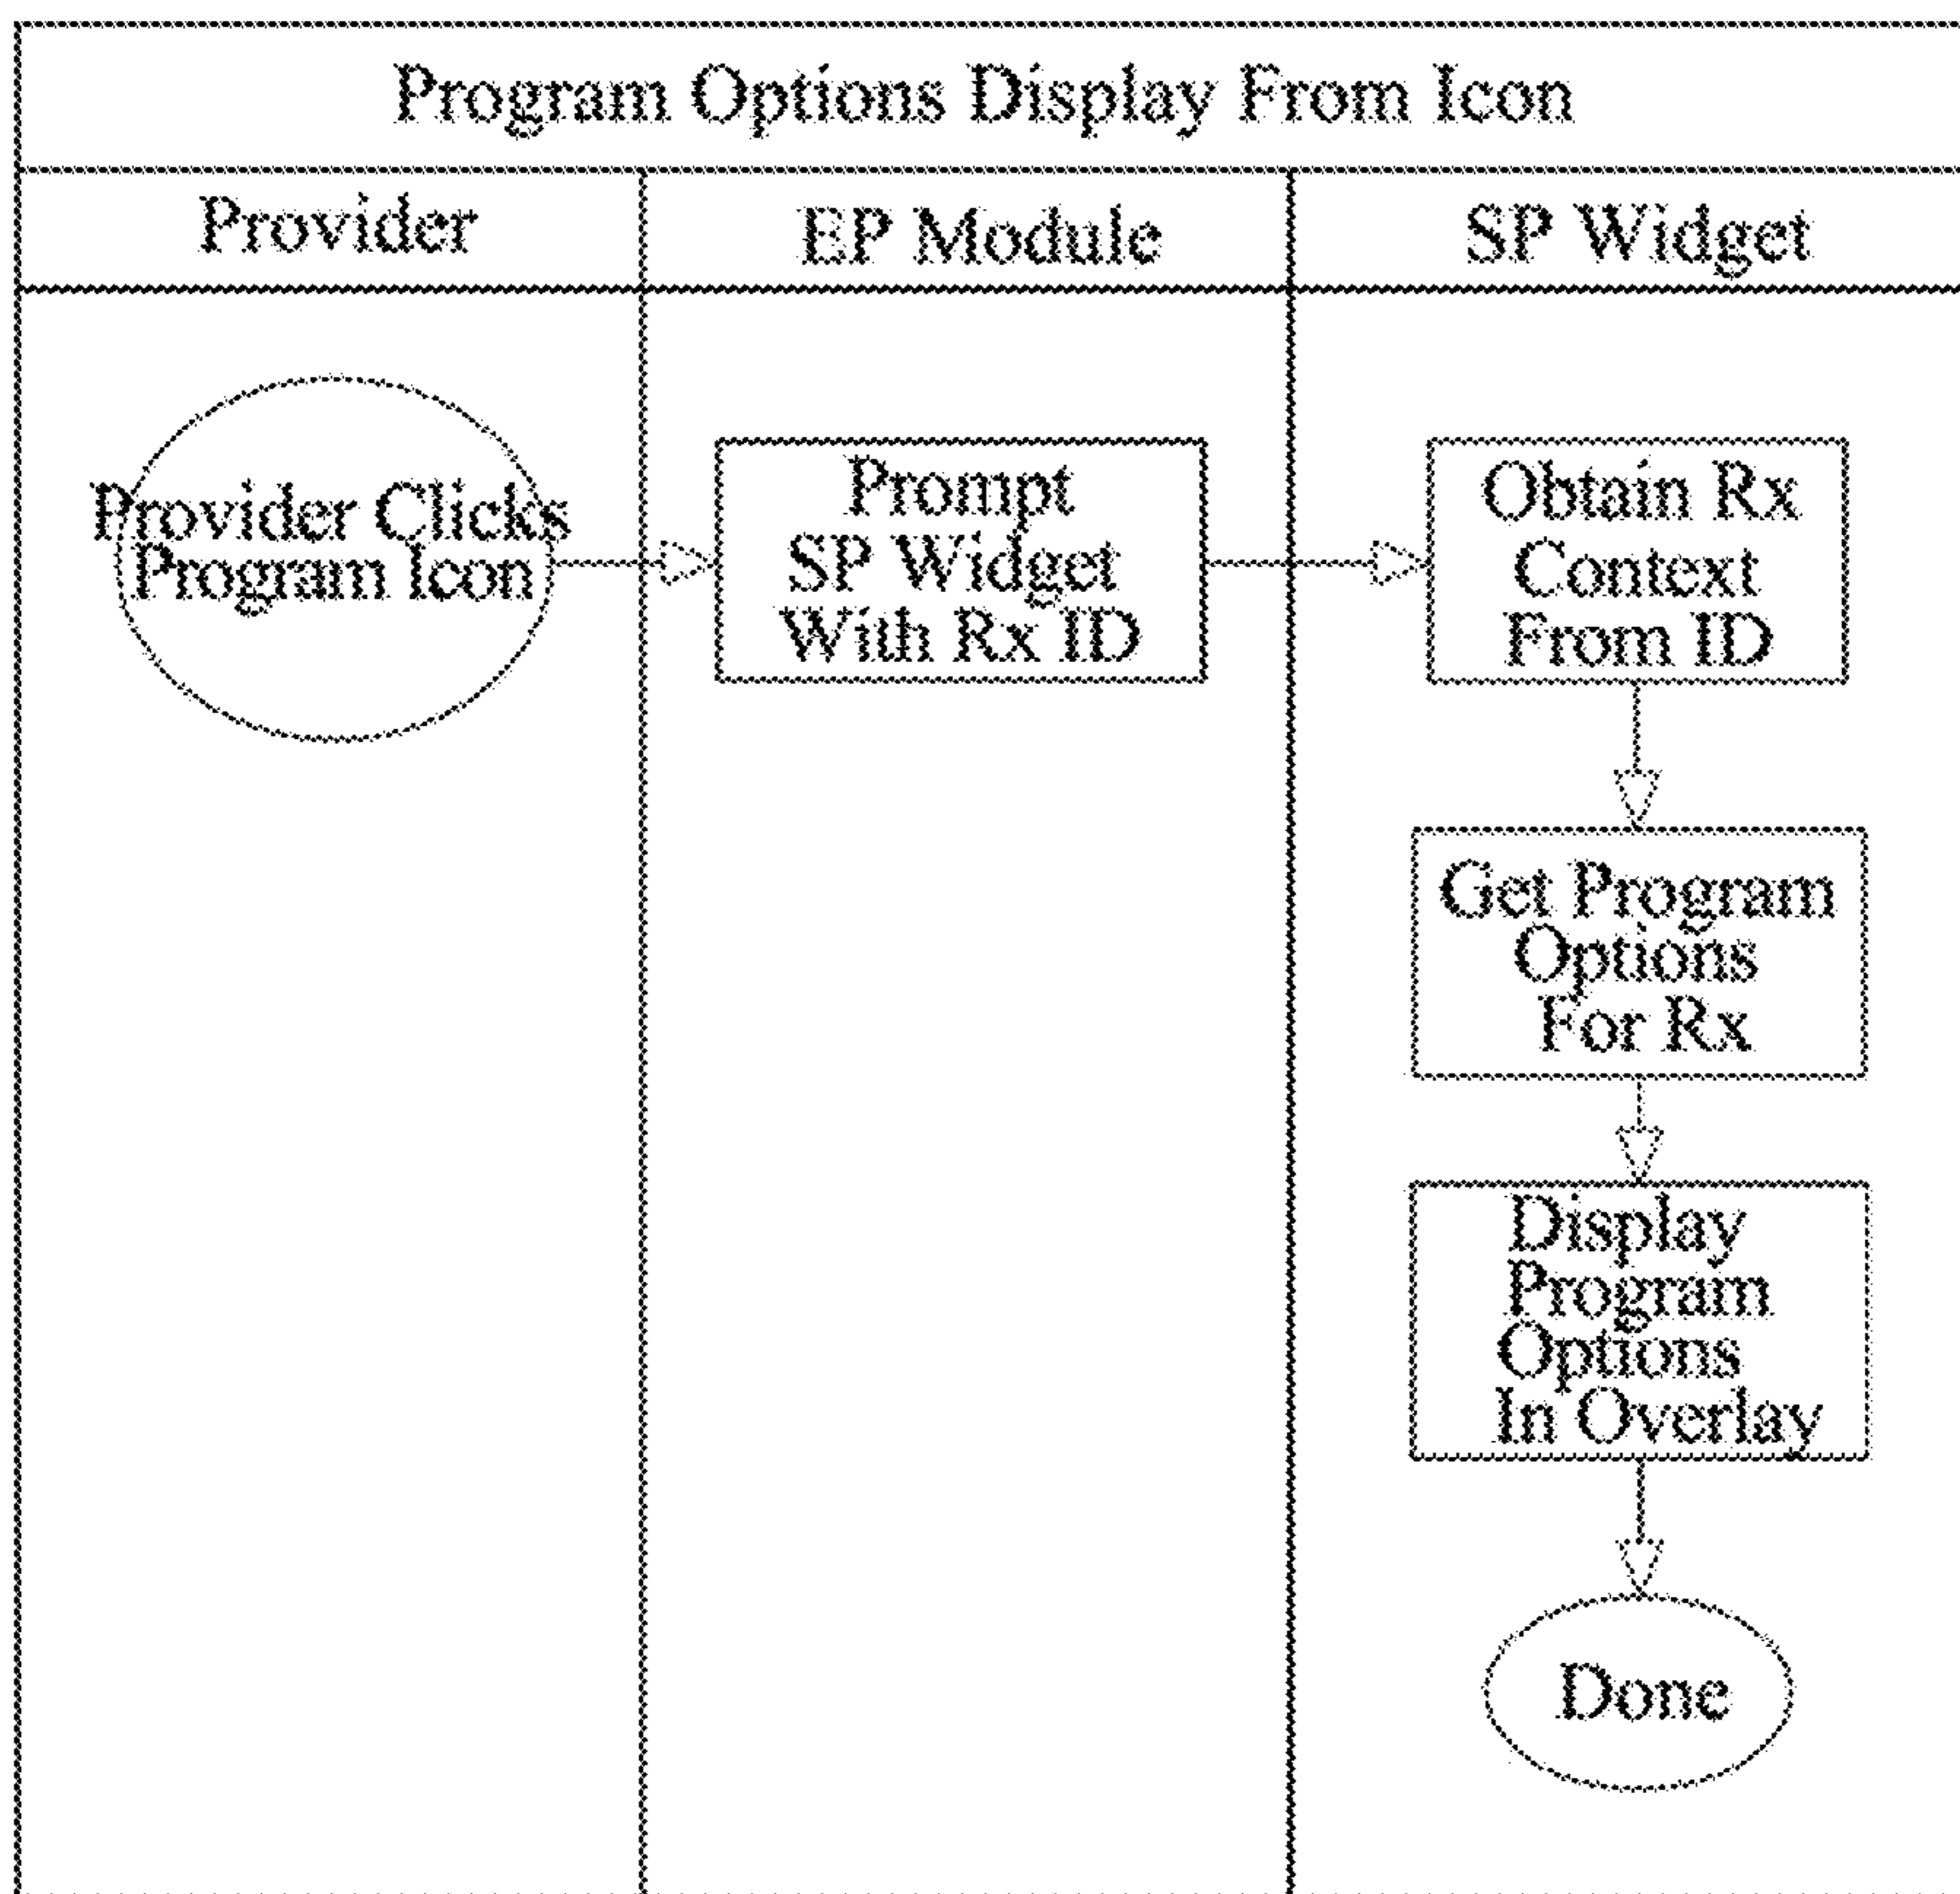 Program Options Display From Icon
Provider
EP Module
SP Widget
Provider Clicks
Program Icon
Prompt
SP Widget
With Rx ID
Obtain Rx
Context
From ID
Get Program
Options
For Rx
Display
Program
Options
In Overlay
Done